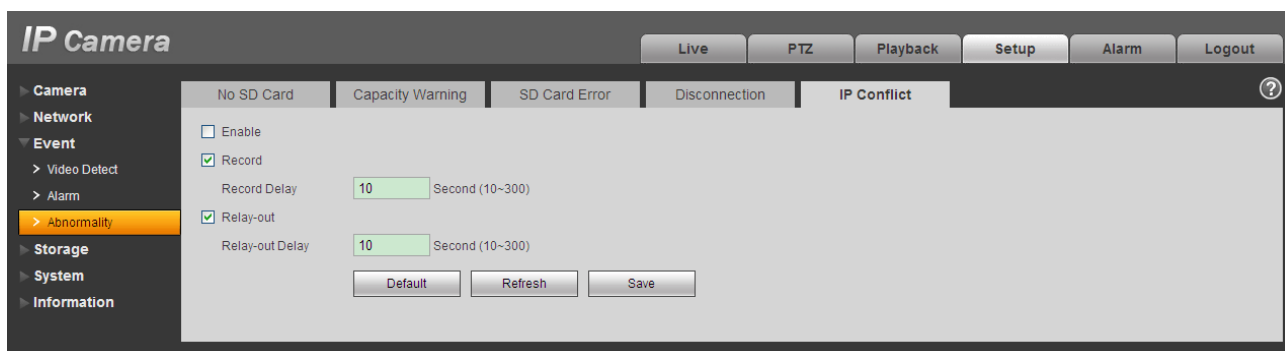 IP Camera
Live PTZ Playback Setup Alarm Logout
Camera
Network
Event
> Video Detect
> Alarm
> Abnormality
Storage
System
Information
No SD Card Capacity Warning SD Card Error Disconnection IP Conflict ?
Enable
Record
Record Delay 10 Second (10~300)
Relay-out
Relay-out Delay 10 Second (10~300)
Default Refresh Save